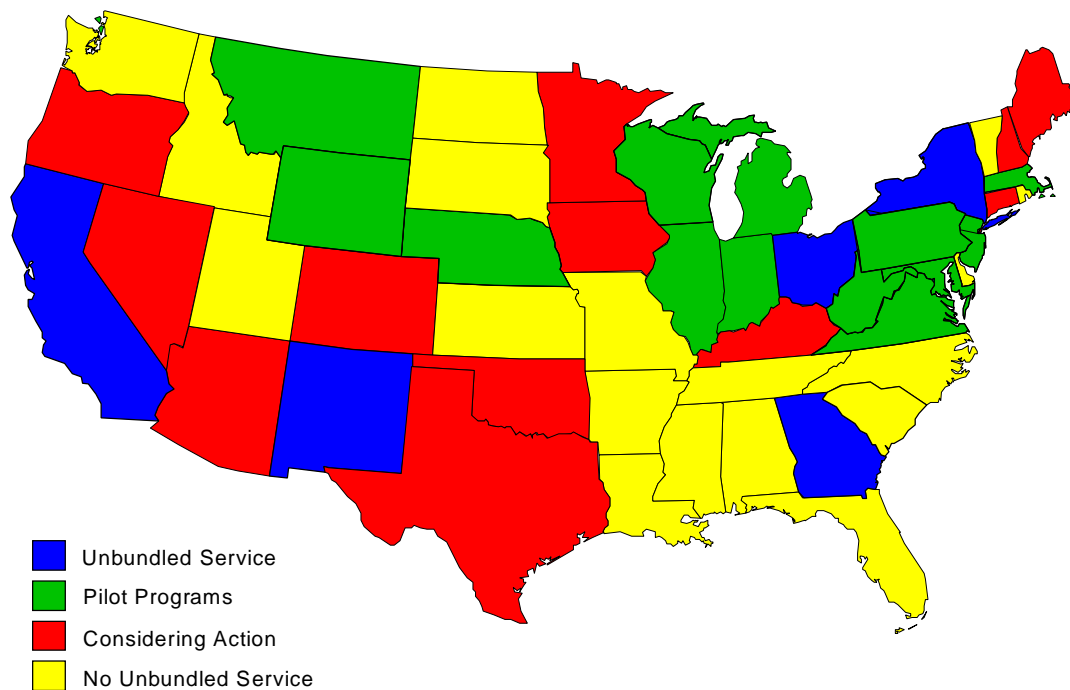 Unbundled Service
Pilot Programs
Considering Action
No Unbundled Service